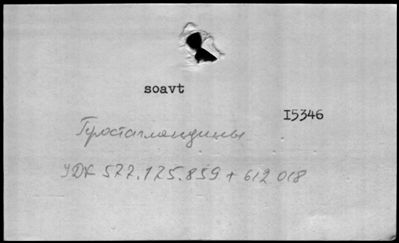 soavt
I5346
Простагландины
УДК 577.175.859 + 612 018